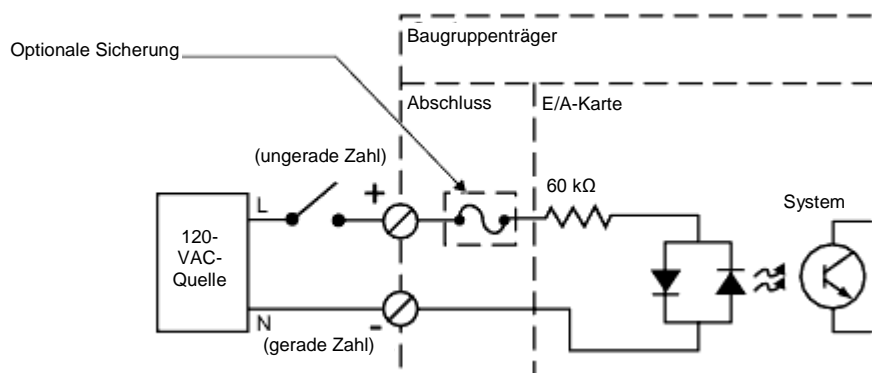 Baugruppenträger
Optionale Sicherung
Abschluss
E/A-Karte
(ungerade Zahl)
60 kΩ
System
L
+
120-
VAC-
Quelle
N
-
(gerade Zahl)